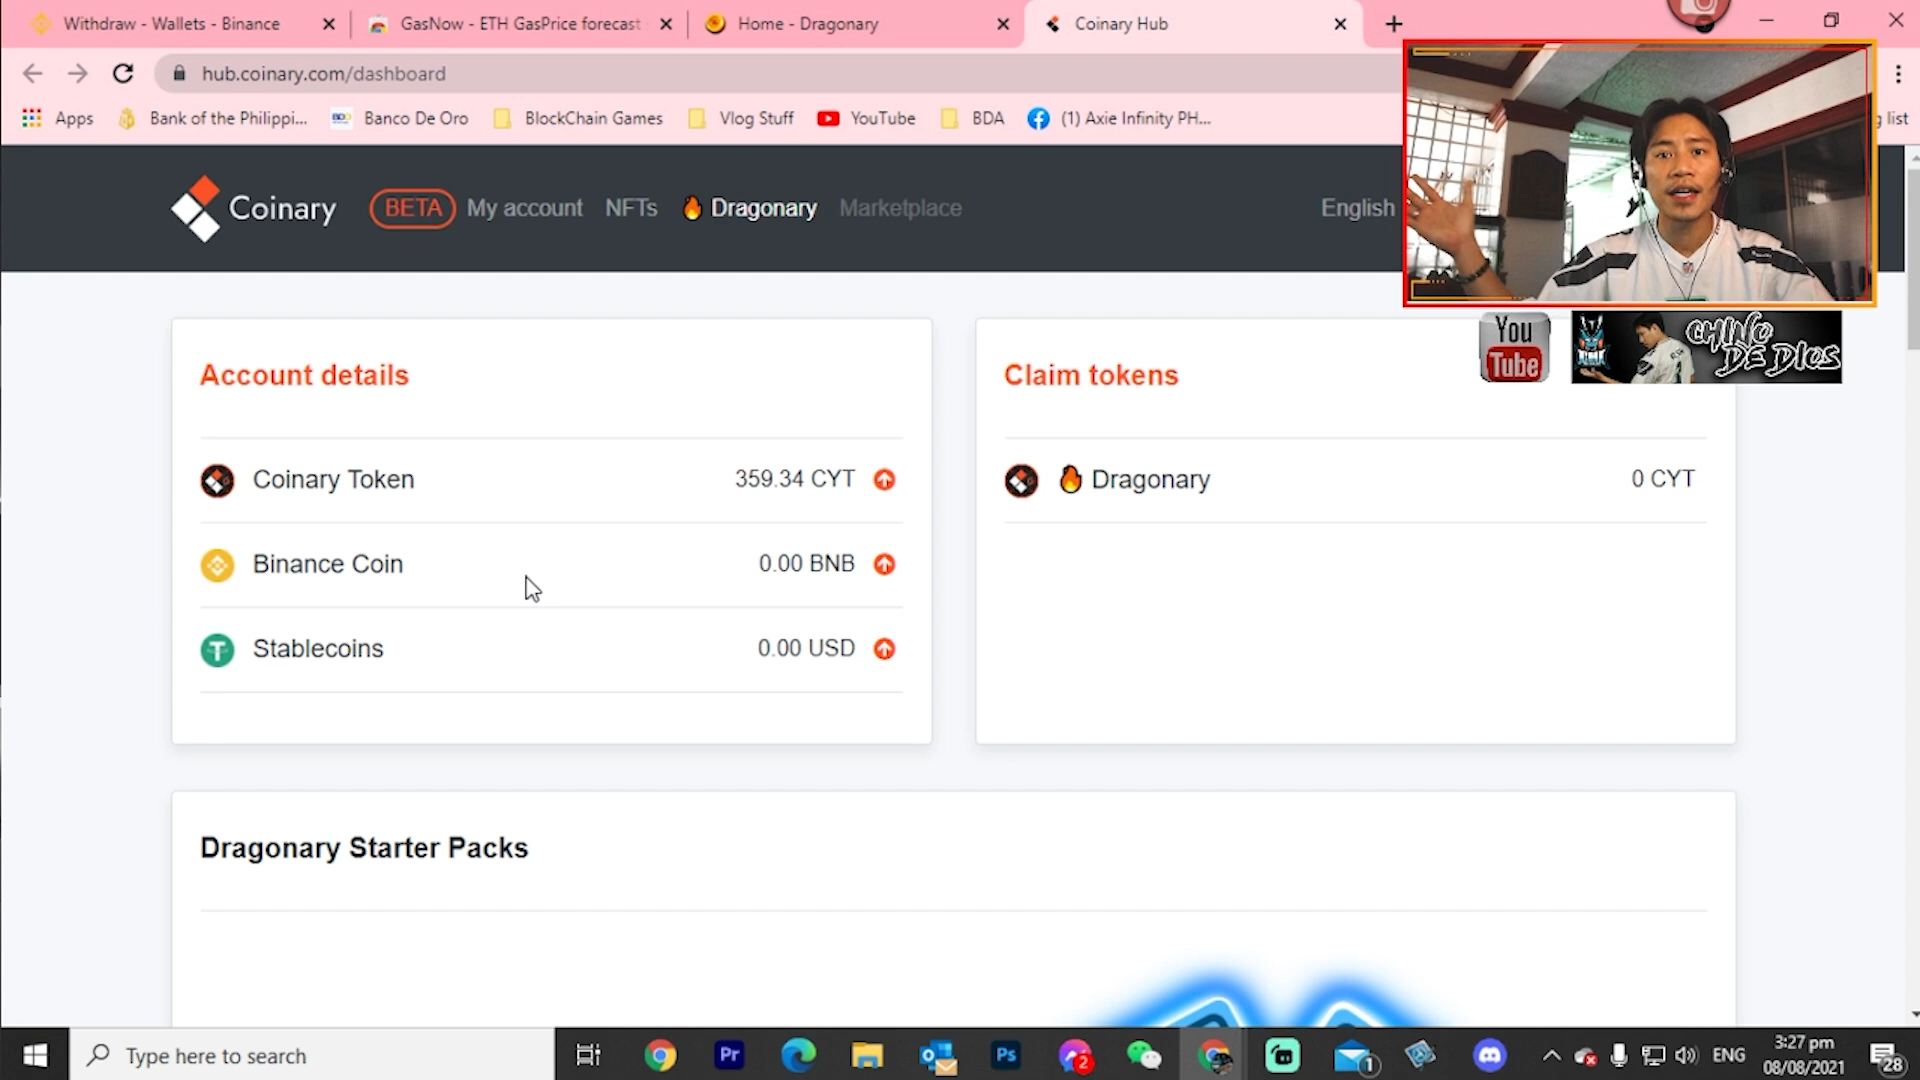 Withdraw - Wallets - Binance
GasNow - ETH GasPrice forecast
Home - Dragonary
Coinary Hub
hub.coinary.com/dashboard
Apps
Bank of the Philippi...
Banco De Oro
BlockChain Games
Vlog Stuff
YouTube
BDA
(1) Axie Infinity PH...
g list
Coinary
BETA
My account
NFTs
Dragonary
Marketplace
English
You
Tube
CHINO
DE DIOS
Account details
Coinary Token
359.34 CYT
Binance Coin
0.00 BNB
Stablecoins
0.00 USD
Claim tokens
Dragonary
0 CYT
Dragonary Starter Packs
Type here to search
Pr
Ps
2
1
ENG
3:27 pm
08/08/2021
28